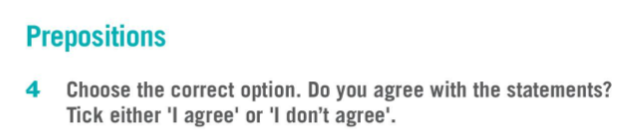 Prepositions
4 Choose the correct option. Do you agree with the statements?
Tick either 'I agree' or 'I don’t agree'.